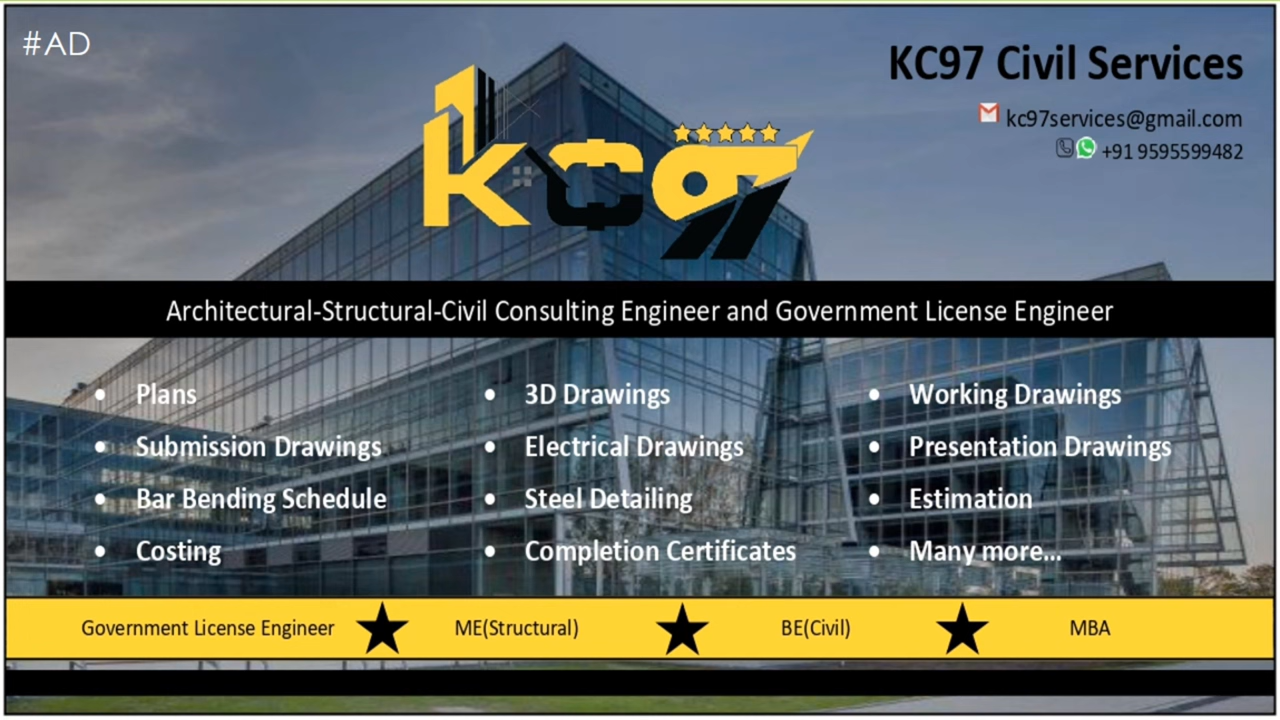 #AD
KC97 Civil Services
kc97services@gmail.com
+91 9595599482
kc97
Architectural-Structural-Civil Consulting Engineer and Government License Engineer
• Plans
• Submission Drawings
• Bar Bending Schedule
• Costing
• 3D Drawings
• Electrical Drawings
• Steel Detailing
• Completion Certificates
• Working Drawings
• Presentation Drawings
• Estimation
• Many more...
Government License Engineer ★ ME(Structural) ★ BE(Civil) ★ MBA